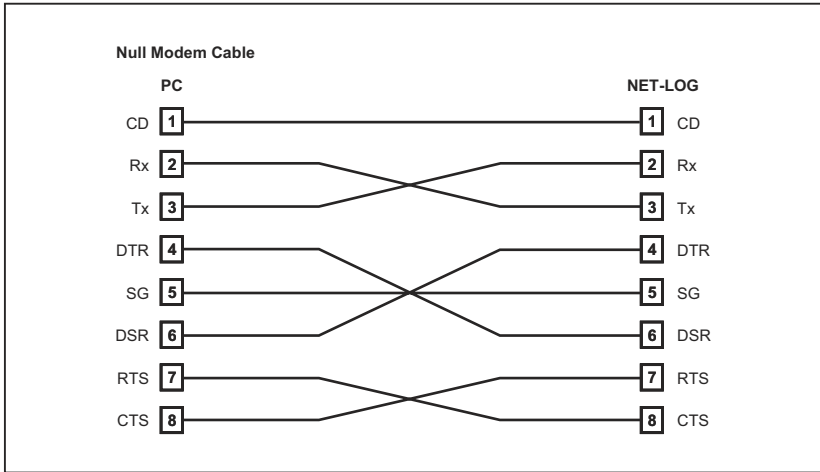 Null Modem Cable
PC NET-LOG
CD 1 1 CD
Rx 2 2 Rx
Tx 3 3 Tx
DTR 4 4 DTR
SG 5 5 SG
DSR 6 6 DSR
RTS 7 7 RTS
CTS 8 8 CTS